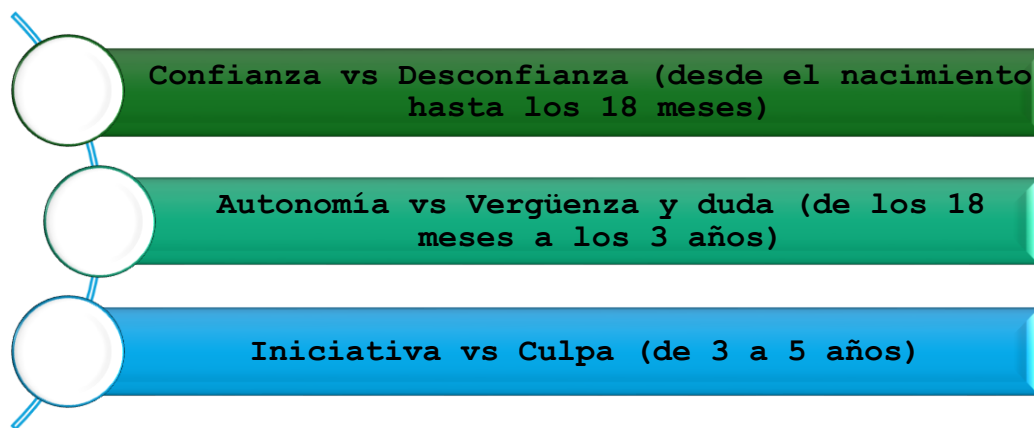 Confianza vs Desconfianza (desde el nacimiento
hasta los 18 meses)
Autonomía vs Vergüenza y duda (de los 18
meses a los 3 años)
Iniciativa vs Culpa (de 3 a 5 años)